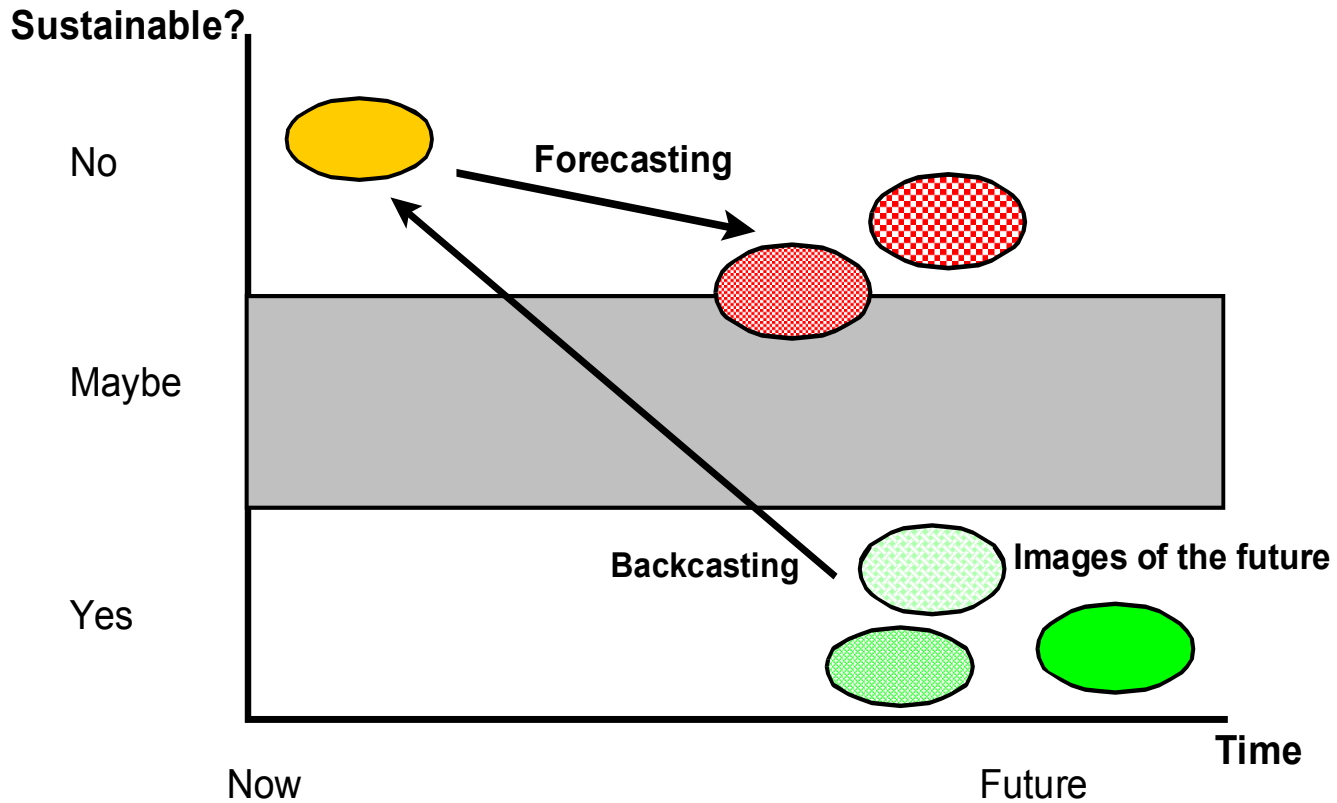 Sustainable?
No
Forecasting
Maybe
Backcasting
Images of the future
Yes
Time
Now
Future